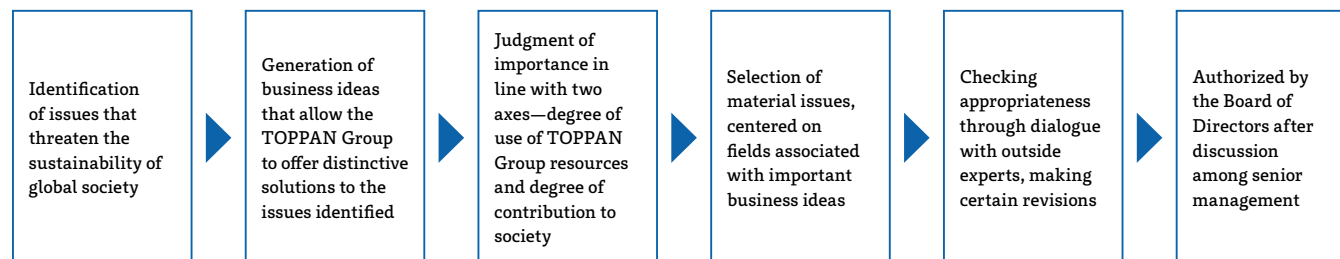 Identification
of issues that
threaten the
sustainability of
global society
Generation of
business ideas
that allow the
TOPPAN Group
to offer distinctive
solutions to the
issues identified
Judgment of
importance in
line with two
axes—degree of
use of TOPPAN
Group resources
and degree of
contribution to
society
Selection of
material issues,
centered on
fields associated
with important
business ideas
Checking
appropriateness
through dialogue
with outside
experts, making
certain revisions
Authorized by
the Board of
Directors after
discussion
among senior
management